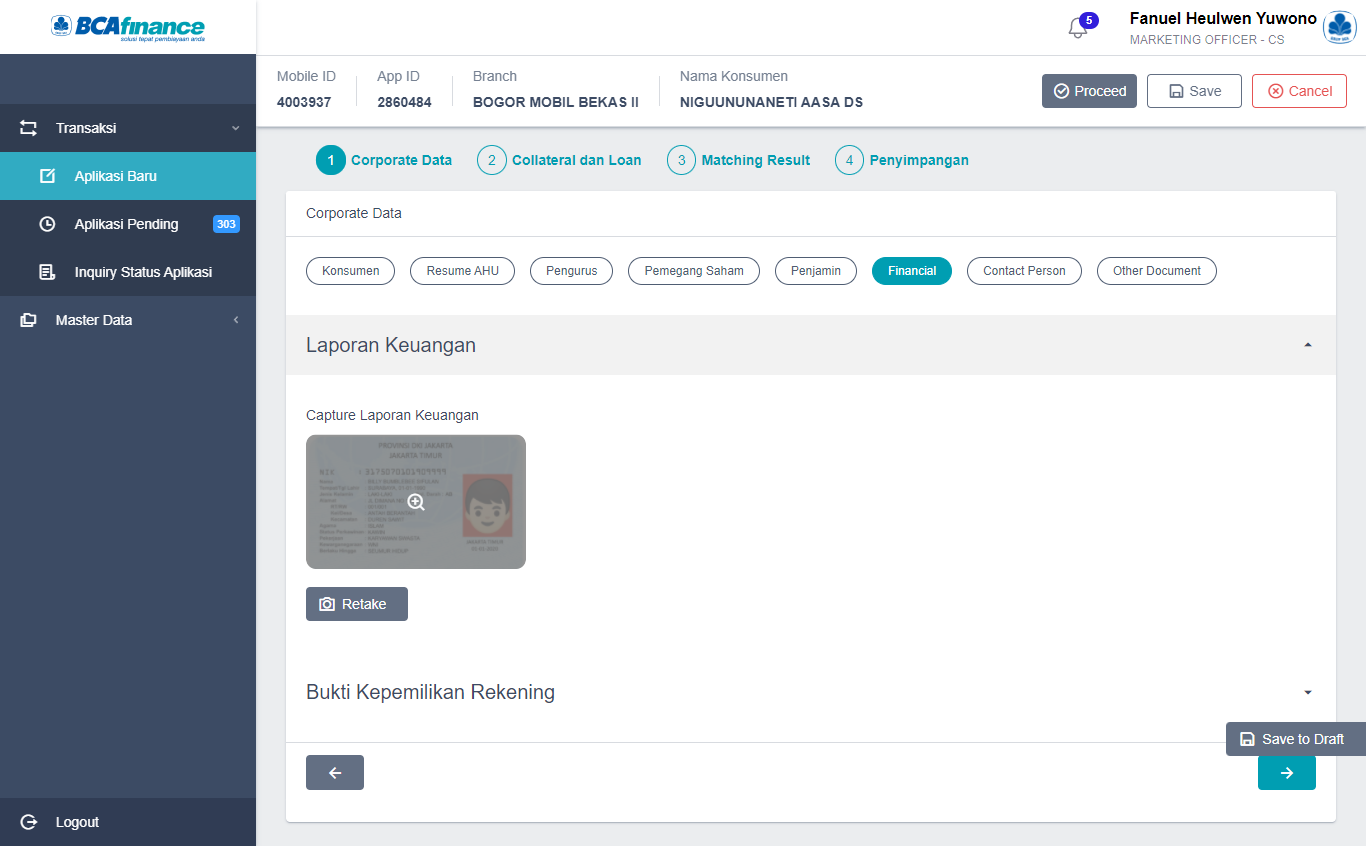 BCAfinance
solusi tepat pembiayaan anda
5
Fanuel Heulwen Yuwono
MARKETING OFFICER - CS
Mobile ID
4003937
App ID
2860484
Branch
BOGOR MOBIL BEKAS II
Nama Konsumen
NIGUUNUNANETI AASA DS
Proceed
Save
Cancel
Transaksi
Aplikasi Baru
Aplikasi Pending
303
Inquiry Status Aplikasi
Master Data
Logout
1 Corporate Data
2 Collateral dan Loan
3 Matching Result
4 Penyimpangan
Corporate Data
Konsumen
Resume AHU
Pengurus
Pemegang Saham
Penjamin
Financial
Contact Person
Other Document
Laporan Keuangan
Capture Laporan Keuangan
PROVINSI DKI JAKARTA
JAKARTA TIMUR
Retake
Bukti Kepemilikan Rekening
Save to Draft